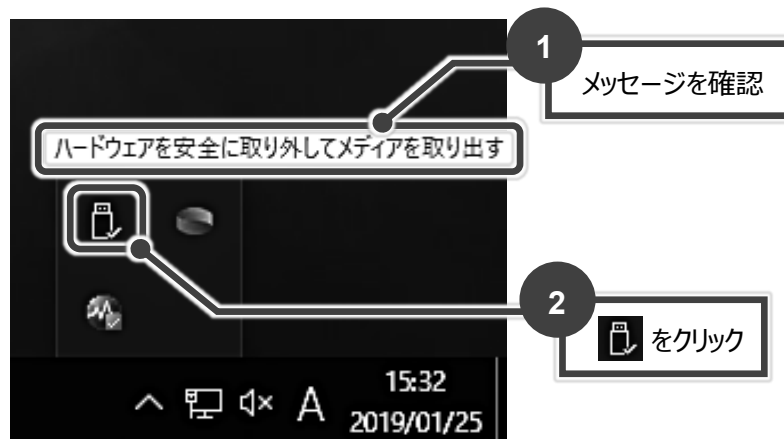 1
メッセージを確認
ハードウェアを安全に取り外してメディアを取り出す
2
をクリック
A
15:32
2019/01/25